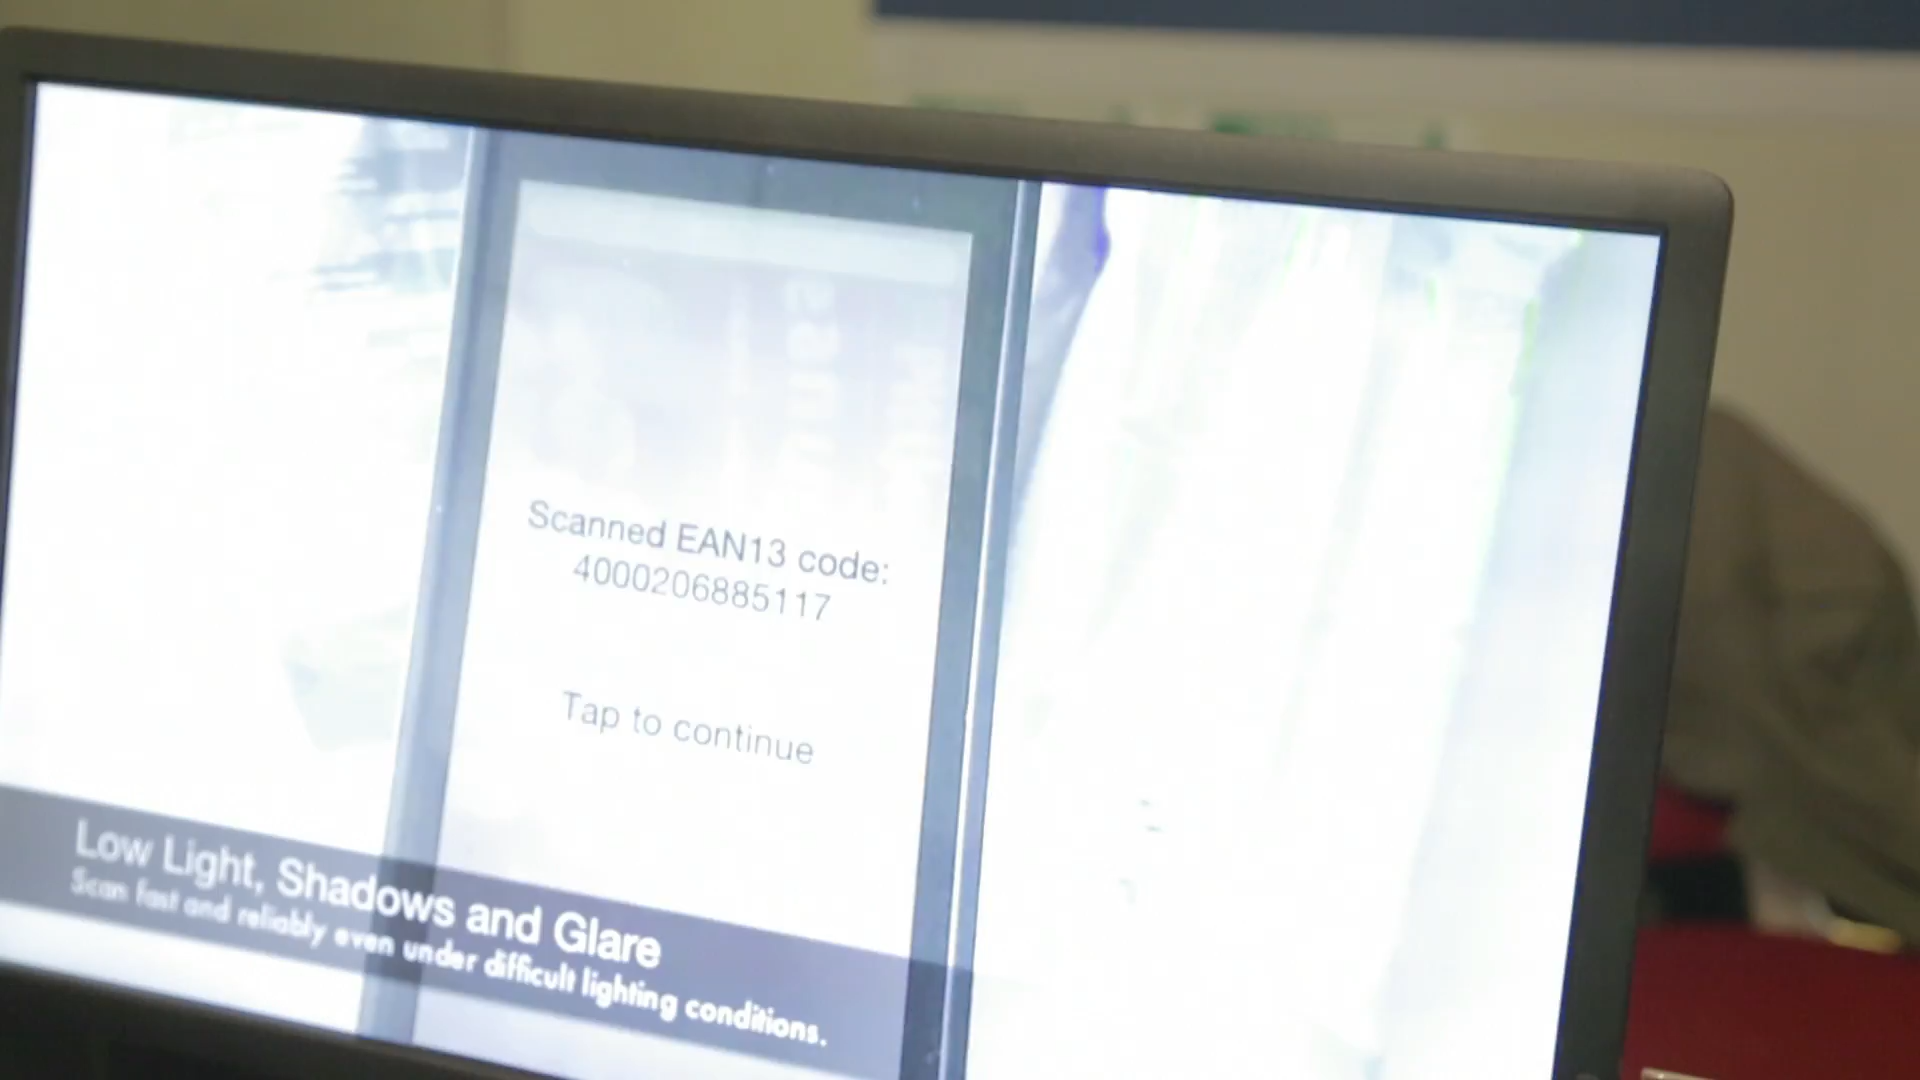 Scanned EAN13 code:
4000206885117
Tap to continue
Low Light, Shadows and Glare
Scan fast and reliably even under difficult lighting conditions.